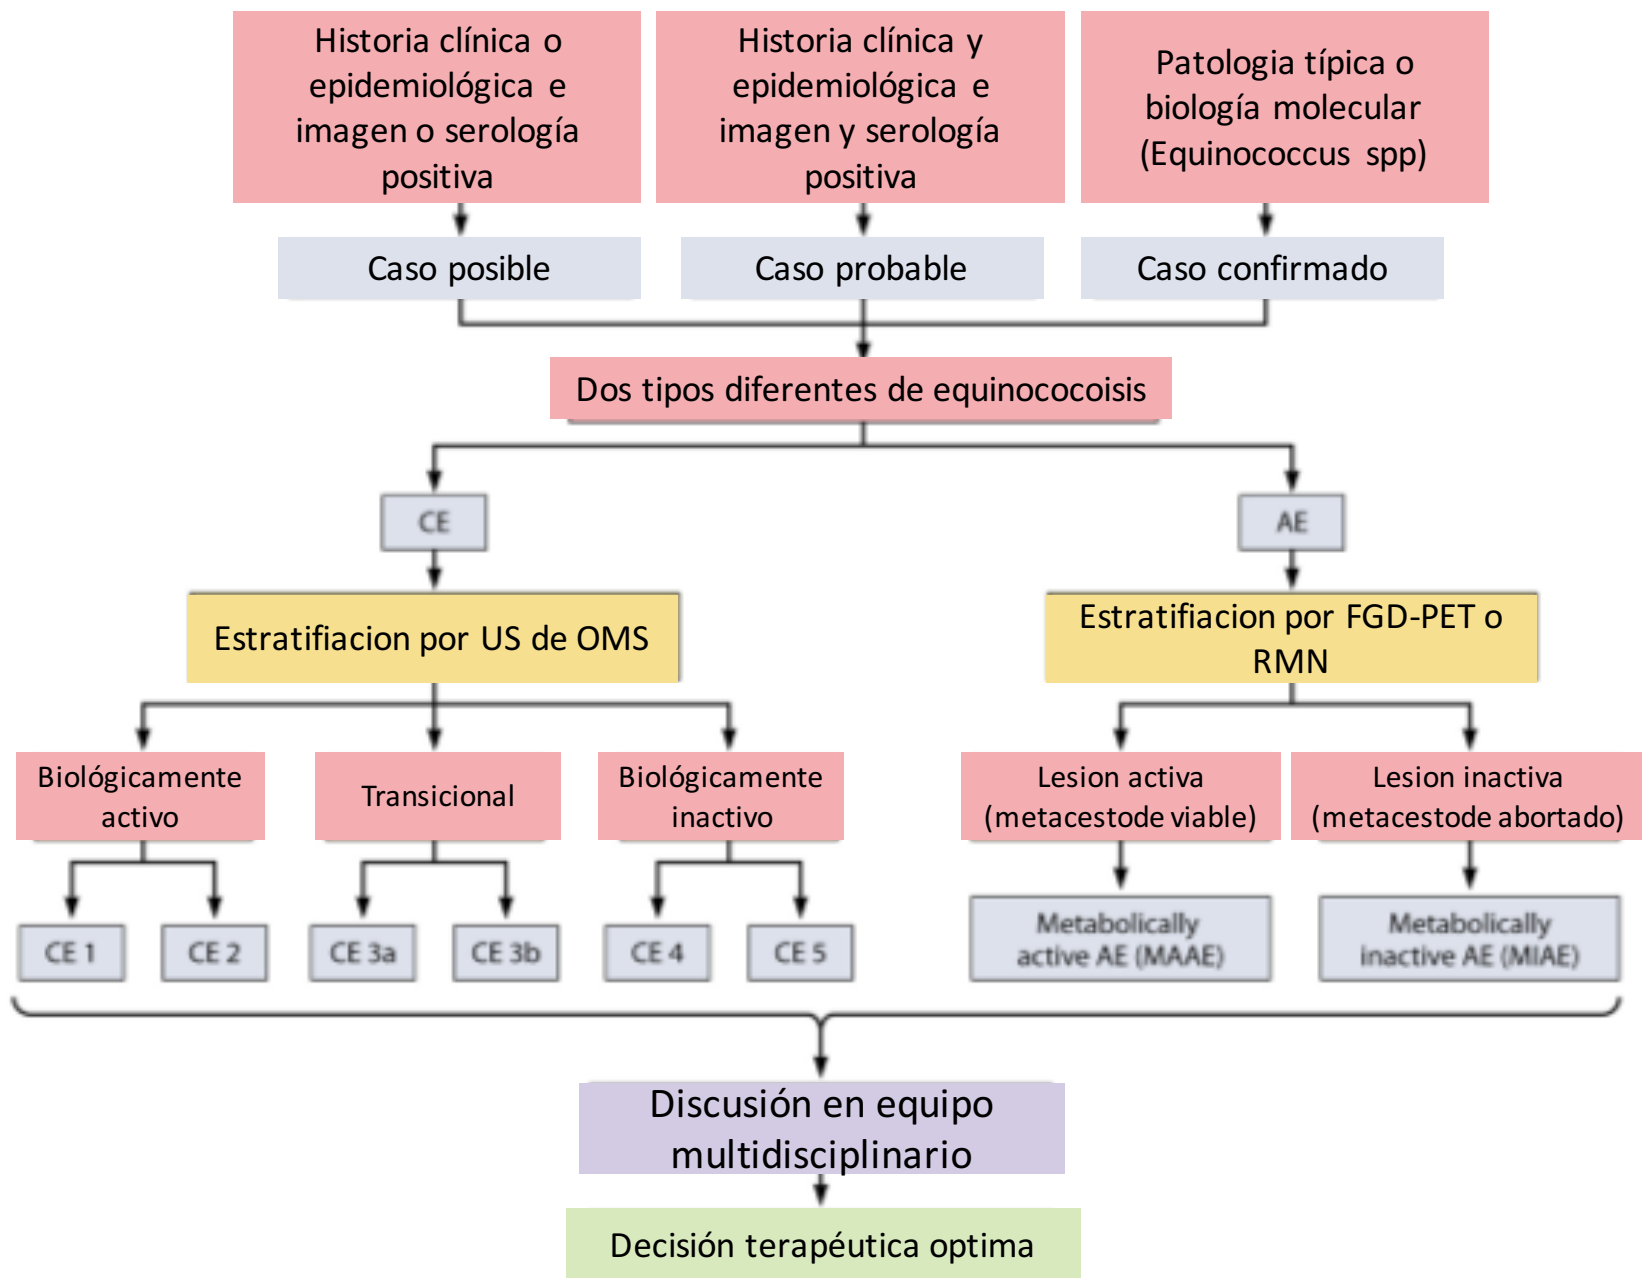 Historia clínica o
epidemiológica e
imagen o serología
positiva
Historia clínica y
epidemiológica e
imagen y serología
positiva
Patologia típica o
biología molecular
(Equinococcus spp)
Caso posible
Caso probable
Caso confirmado
Dos tipos diferentes de equinococoisis
CE
AE
Estratifiacion por US de OMS
Estratifiacion por FGD-PET o
RMN
Biológicamente
activo
Transicional
Biológicamente
inactivo
Lesion activa
(metacestode viable)
Lesion inactiva
(metacestode abortado)
CE 1
CE 2
CE 3a
CE 3b
CE 4
CE 5
Metabolically
active AE (MAAE)
Metabolically
inactive AE (MIAE)
Discusión en equipo
multidisciplinario
Decisión terapéutica optima